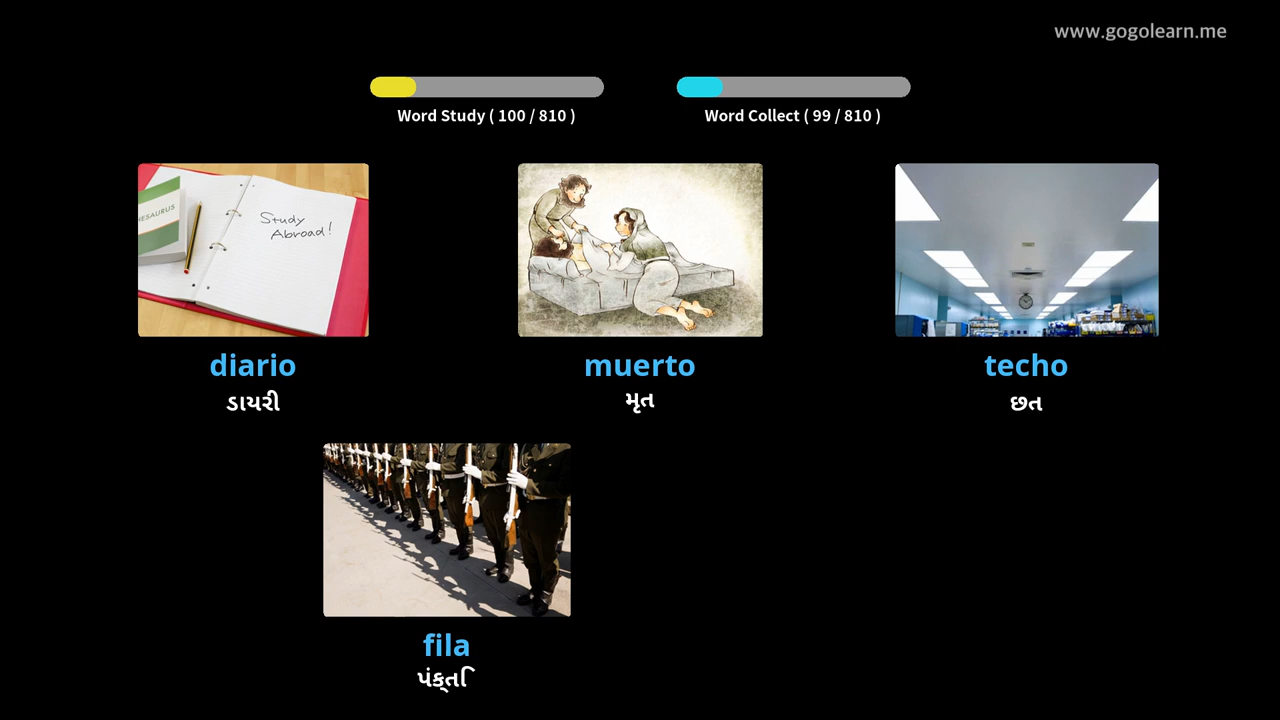 www.gogolearn.me
Word Study ( 100 / 810 )
Word Collect ( 99 / 810 )
THESAURUS
Study
Abroad!
diario
ડાયરી
muerto
મૃત
techo
છત
fila
પંક્તિ